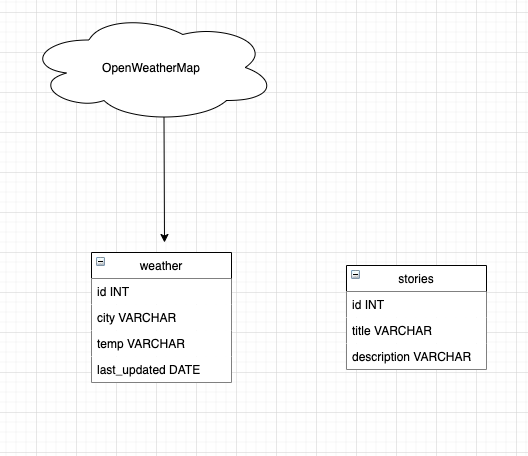 OpenWeatherMap
weather
id INT
city VARCHAR
temp VARCHAR
last_updated DATE
stories
id INT
title VARCHAR
description VARCHAR